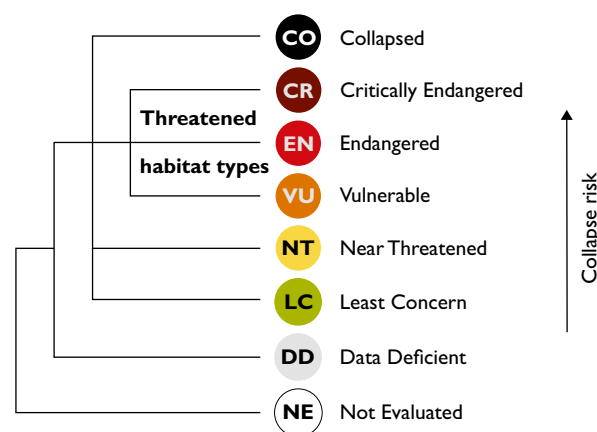 CO Collapsed
CR Critically Endangered
Threatened
EN Endangered
habitat types
VU Vulnerable
NT Near Threatened
LC Least Concern
DD Data Deficient
NE Not Evaluated
Collapse risk